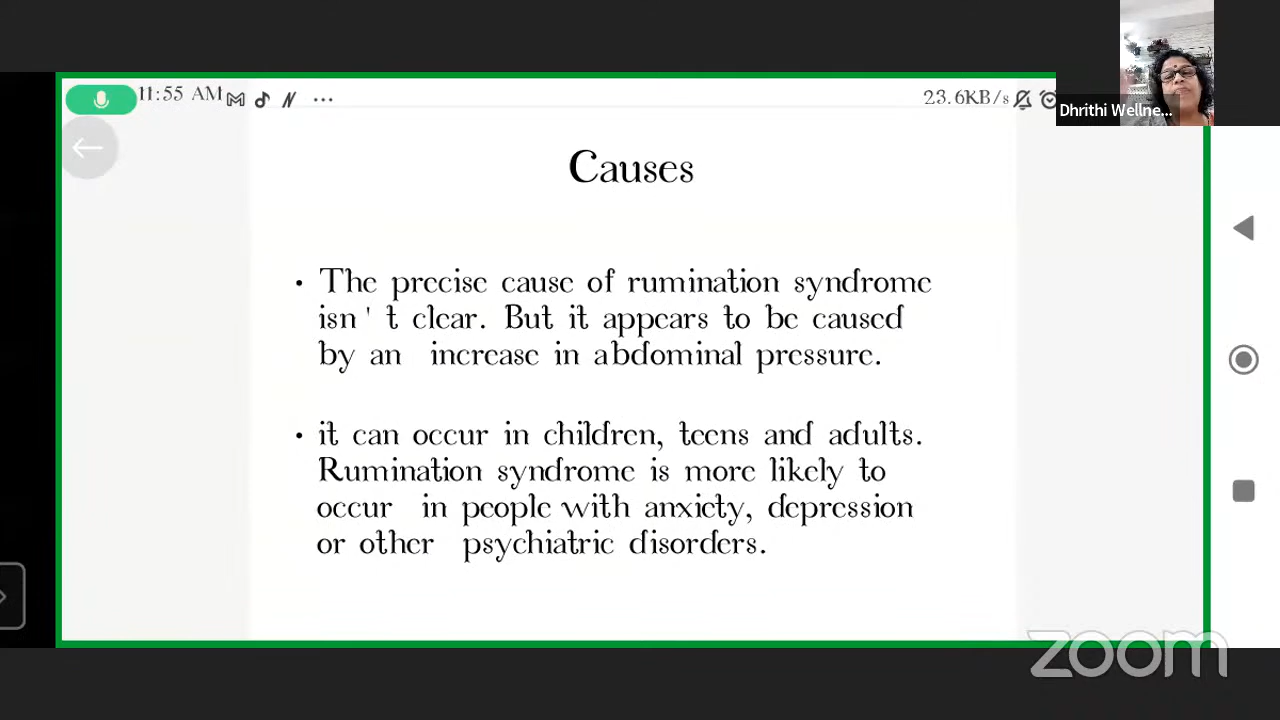 11:55 AM
23.6KB/s
Dhrithi Wellne...
Causes
• The precise cause of rumination syndrome
isn ' t clear. But it appears to be caused
by an increase in abdominal pressure.
• it can occur in children, teens and adults.
Rumination syndrome is more likely to
occur in people with anxiety, depression
or other psychiatric disorders.
zoom